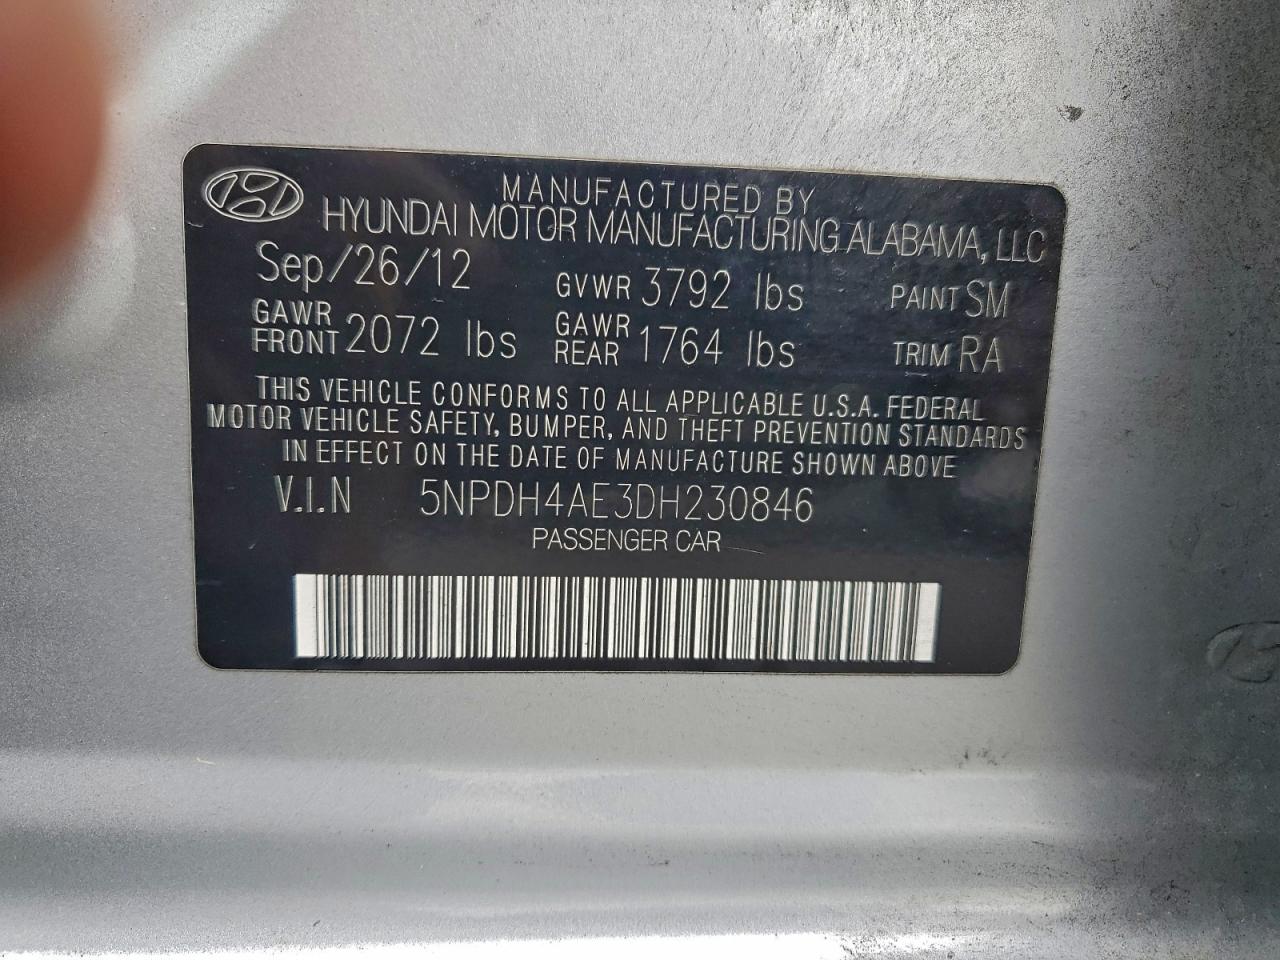 MANUFACTURED BY
HYUNDAI MOTOR MANUFACTURING ALABAMA, LLC
Sep/26/12 GVWR 3792 lbs PAINT SM
GAWR FRONT 2072 lbs GAWR REAR 1764 lbs TRIM RA
THIS VEHICLE CONFORMS TO ALL APPLICABLE U.S.A. FEDERAL
MOTOR VEHICLE SAFETY, BUMPER, AND THEFT PREVENTION STANDARDS
IN EFFECT ON THE DATE OF MANUFACTURE SHOWN ABOVE
V.I.N 5NPDH4AE3DH230846
PASSENGER CAR